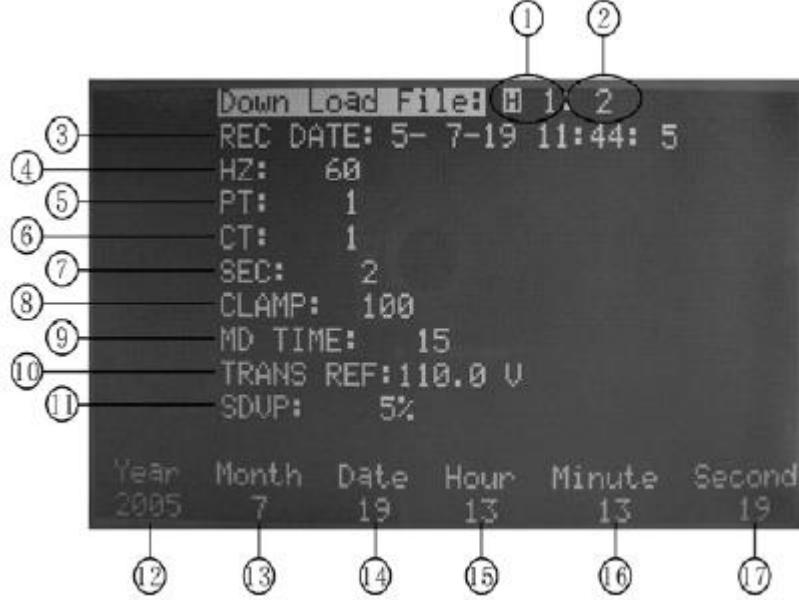 ① ②
Down Load File: H 1: 2
③ REC DATE: 5- 7-19 11:44: 5
④ HZ: 60
⑤ PT: 1
⑥ CT: 1
⑦ SEC: 2
⑧ CLAMP: 100
⑨ MD TIME: 15
⑩ TRANS REF:110.0 V
⑪ SDVP: 5%
Year Month Date Hour Minute Second
2005 7 19 13 13 19
⑫ ⑬ ⑭ ⑮ ⑯ ⑰